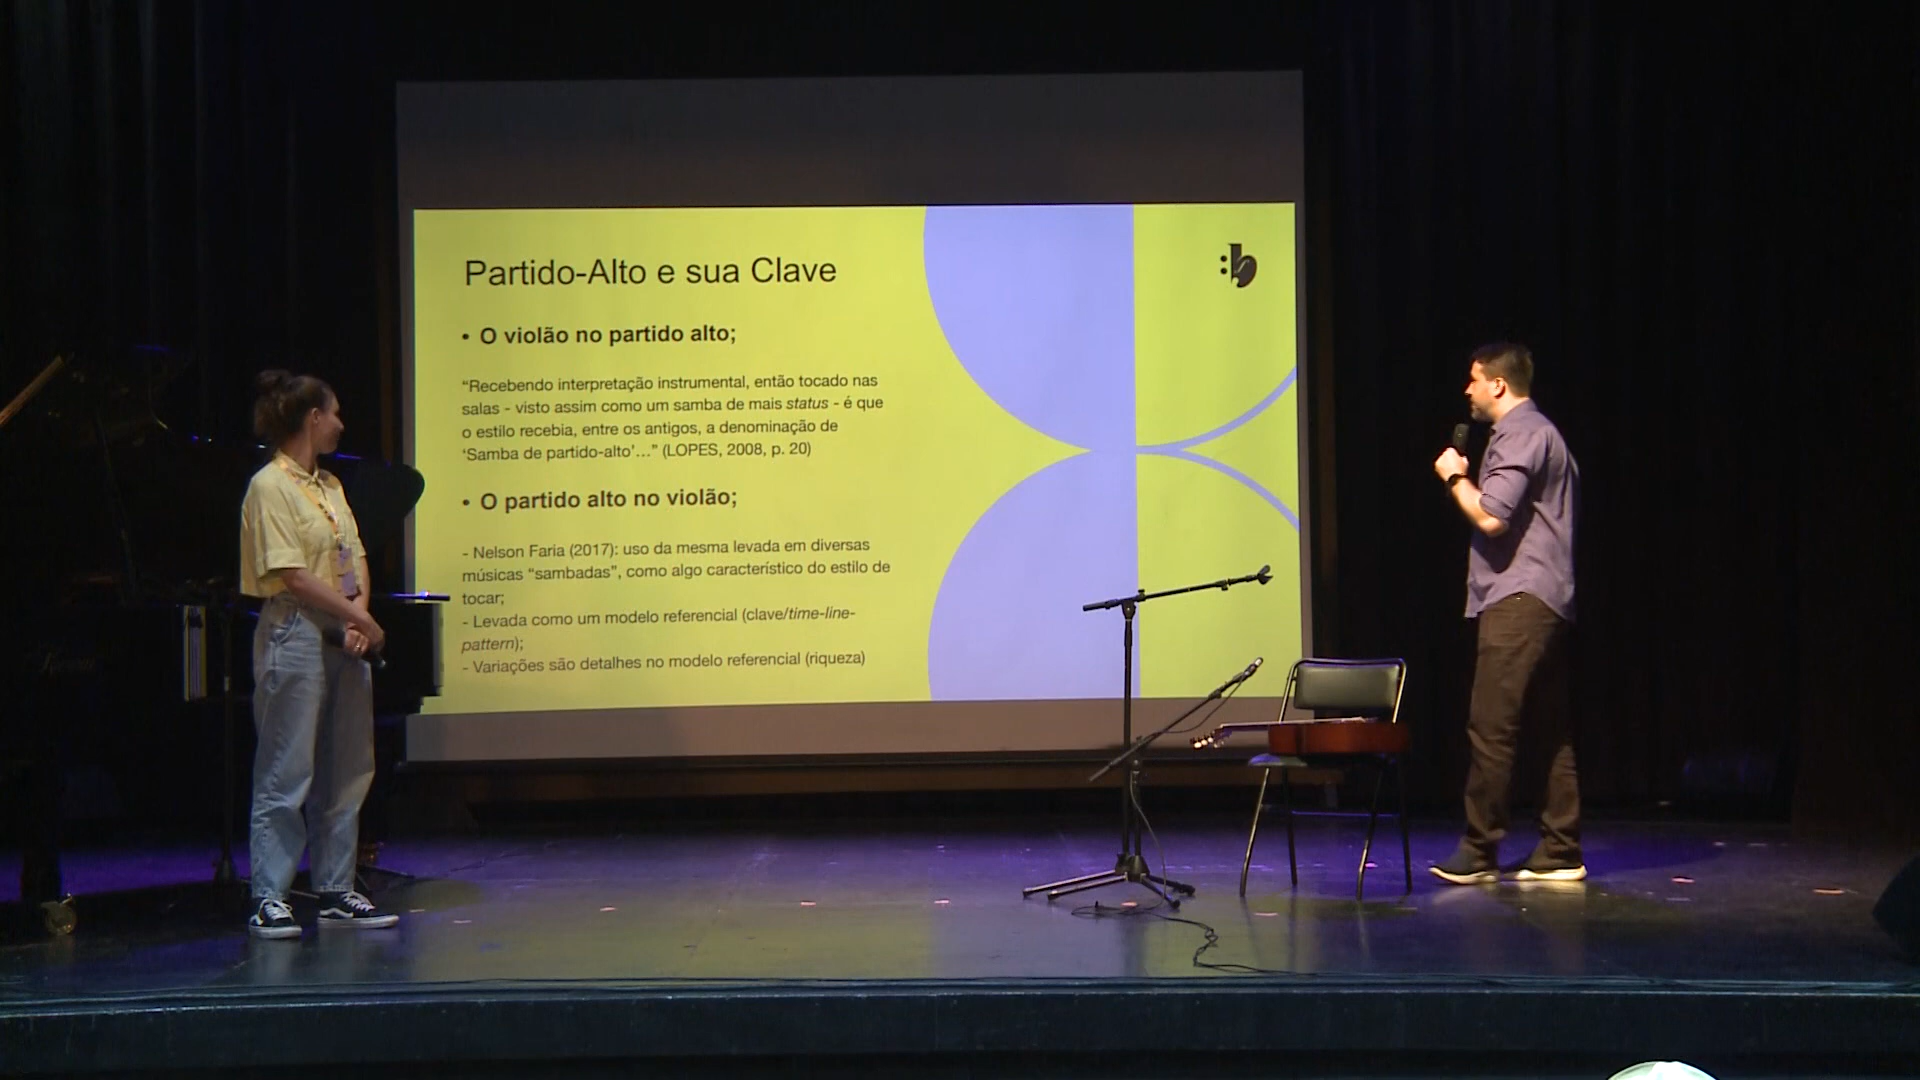 Partido-Alto e sua Clave
• O violão no partido alto;
“Recebendo interpretação instrumental, então tocado nas
salas - visto assim como um samba de mais status - é que
o estilo recebia, entre os antigos, a denominação de
‘Samba de partido-alto’...” (LOPES, 2008, p. 20)
• O partido alto no violão;
- Nelson Faria (2017): uso da mesma levada em diversas
músicas “sambadas”, como algo característico do estilo de
tocar;
- Levada como um modelo referencial (clave/time-line-
pattern);
- Variações são detalhes no modelo referencial (riqueza)